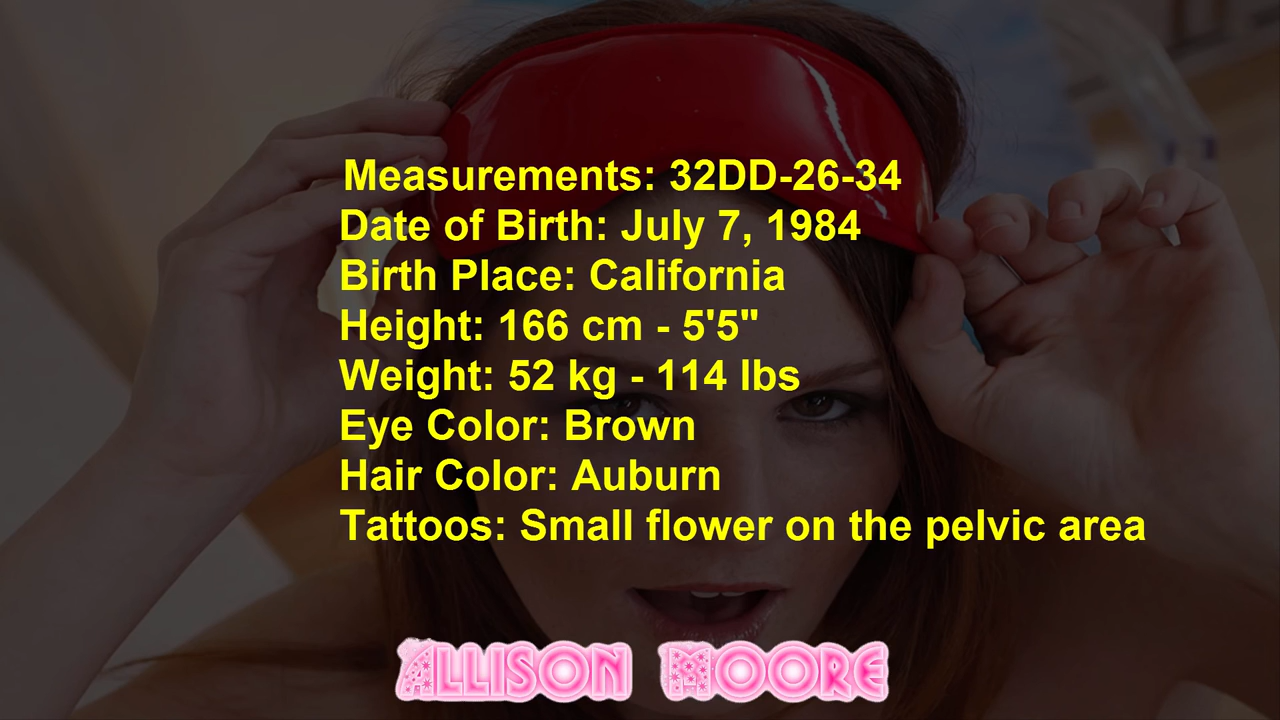 Measurements: 32DD-26-34
Date of Birth: July 7, 1984
Birth Place: California
Height: 166 cm - 5'5"
Weight: 52 kg - 114 lbs
Eye Color: Brown
Hair Color: Auburn
Tattoos: Small flower on the pelvic area
ALLISON MOORE